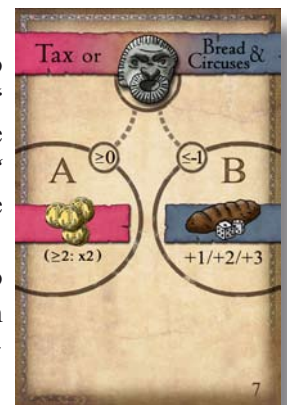 Tax or
Bread &
Circuses
≥0
≤-1
A
B
(≥2: x2)
+1/+2/+3
7